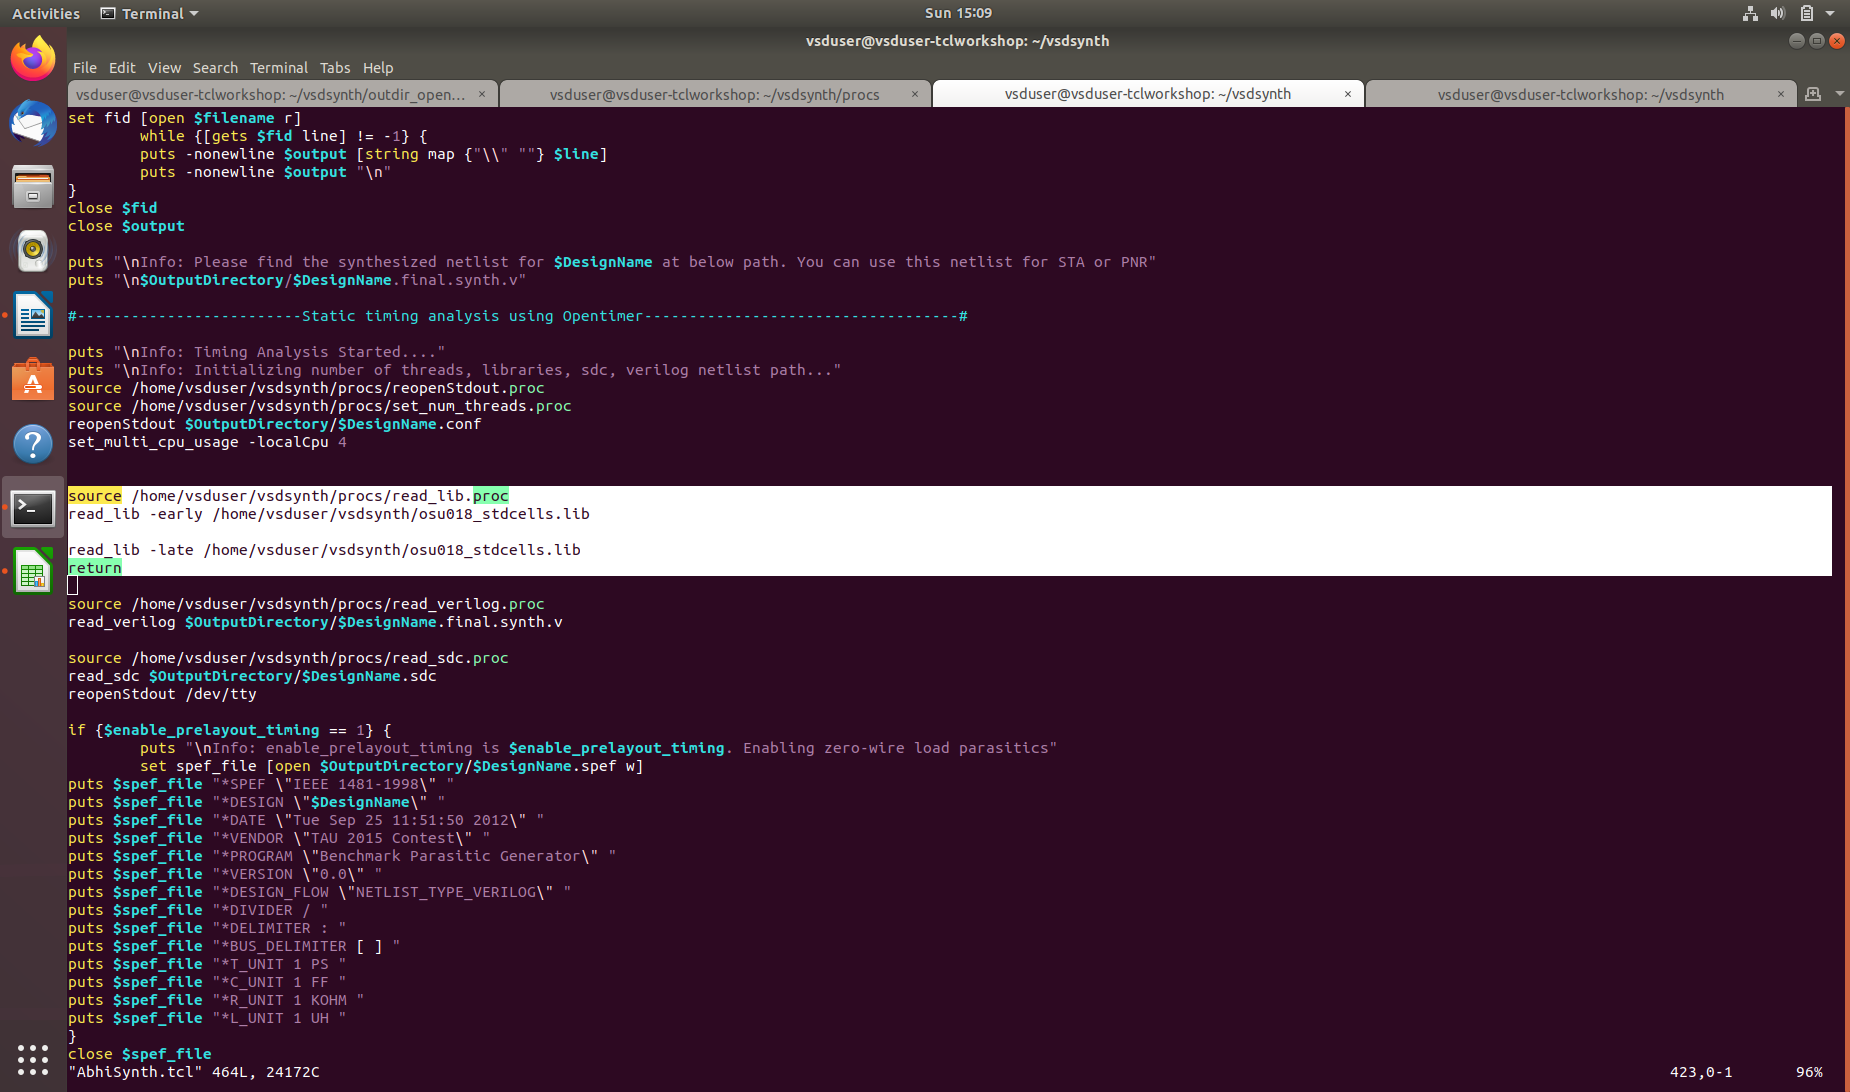 Activities Terminal Sun 15:09
vsduser@vsduser-tclworkshop: ~/vsdsynth
File Edit View Search Terminal Tabs Help
vsduser@vsduser-tclworkshop: ~/vsdsynth/outdir_open... × vsduser@vsduser-tclworkshop: ~/vsdsynth/procs × vsduser@vsduser-tclworkshop: ~/vsdsynth × vsduser@vsduser-tclworkshop: ~/vsdsynth ×
set fid [open $filename r]
        while {[gets $fid line] != -1} {
        puts -nonewline $output [string map {"\\" ""} $line]
        puts -nonewline $output "\n"
}
close $fid
close $output

puts "\nInfo: Please find the synthesized netlist for $DesignName at below path. You can use this netlist for STA or PNR"
puts "\n$OutputDirectory/$DesignName.final.synth.v"

#-------------------------Static timing analysis using Opentimer-----------------------------------#

puts "\nInfo: Timing Analysis Started...."
puts "\nInfo: Initializing number of threads, libraries, sdc, verilog netlist path..."
source /home/vsduser/vsdsynth/procs/reopenStdout.proc
source /home/vsduser/vsdsynth/procs/set_num_threads.proc
reopenStdout $OutputDirectory/$DesignName.conf
set_multi_cpu_usage -localCpu 4

source /home/vsduser/vsdsynth/procs/read_lib.proc
read_lib -early /home/vsduser/vsdsynth/osu018_stdcells.lib

read_lib -late /home/vsduser/vsdsynth/osu018_stdcells.lib
return

source /home/vsduser/vsdsynth/procs/read_verilog.proc
read_verilog $OutputDirectory/$DesignName.final.synth.v

source /home/vsduser/vsdsynth/procs/read_sdc.proc
read_sdc $OutputDirectory/$DesignName.sdc
reopenStdout /dev/tty

if {$enable_prelayout_timing == 1} {
        puts "\nInfo: enable_prelayout_timing is $enable_prelayout_timing. Enabling zero-wire load parasitics"
        set spef_file [open $OutputDirectory/$DesignName.spef w]
puts $spef_file "*SPEF \"IEEE 1481-1998\" "
puts $spef_file "*DESIGN \"$DesignName\" "
puts $spef_file "*DATE \"Tue Sep 25 11:51:50 2012\" "
puts $spef_file "*VENDOR \"TAU 2015 Contest\" "
puts $spef_file "*PROGRAM \"Benchmark Parasitic Generator\" "
puts $spef_file "*VERSION \"0.0\" "
puts $spef_file "*DESIGN_FLOW \"NETLIST_TYPE_VERILOG\" "
puts $spef_file "*DIVIDER / "
puts $spef_file "*DELIMITER : "
puts $spef_file "*BUS_DELIMITER [ ] "
puts $spef_file "*T_UNIT 1 PS "
puts $spef_file "*C_UNIT 1 FF "
puts $spef_file "*R_UNIT 1 KOHM "
puts $spef_file "*L_UNIT 1 UH "
}
close $spef_file
"AbhiSynth.tcl" 464L, 24172C 423,0-1 96%